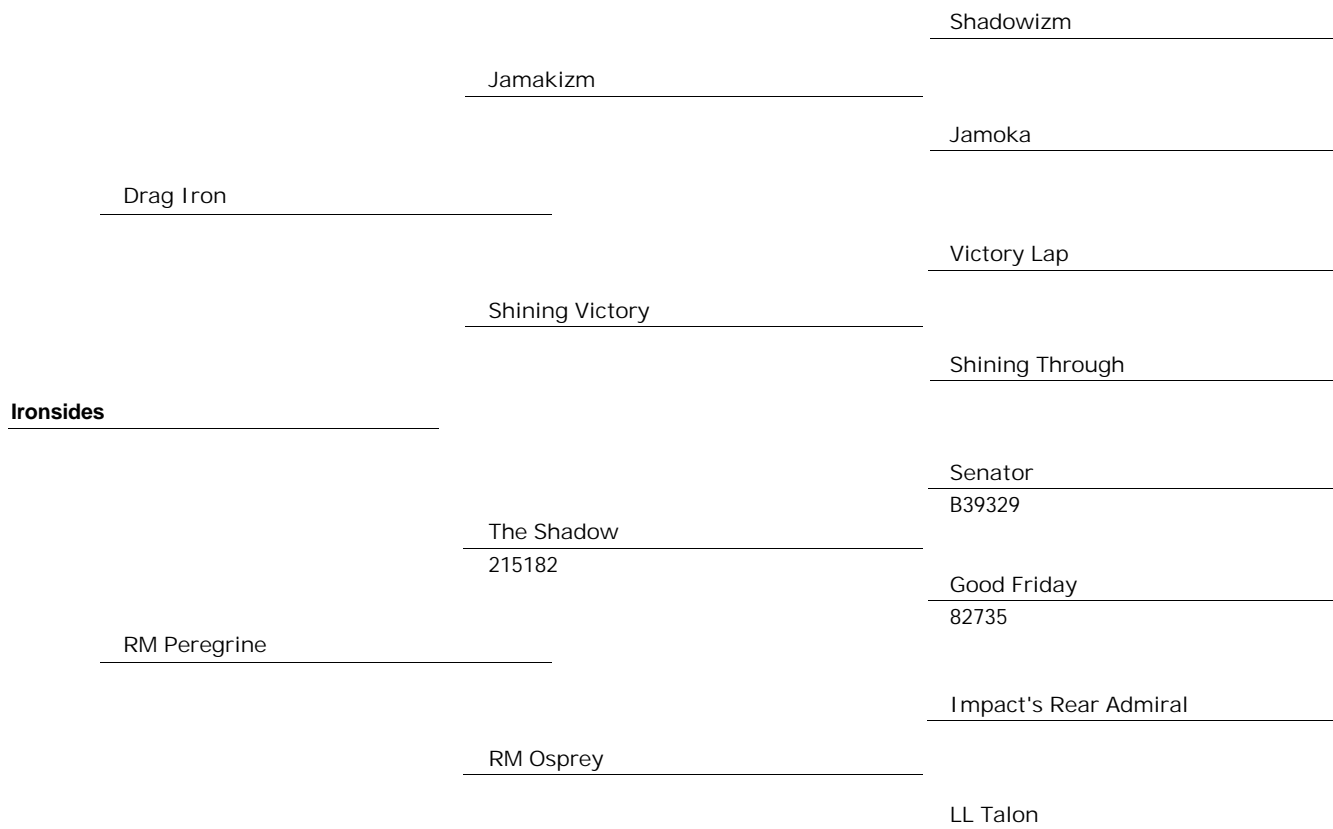 Shadowizm
Jamakizm
Jamoka
Drag Iron
Victory Lap
Shining Victory
Shining Through
Ironsides
Senator
B39329
The Shadow
215182
Good Friday
82735
RM Peregrine
Impact's Rear Admiral
RM Osprey
LL Talon